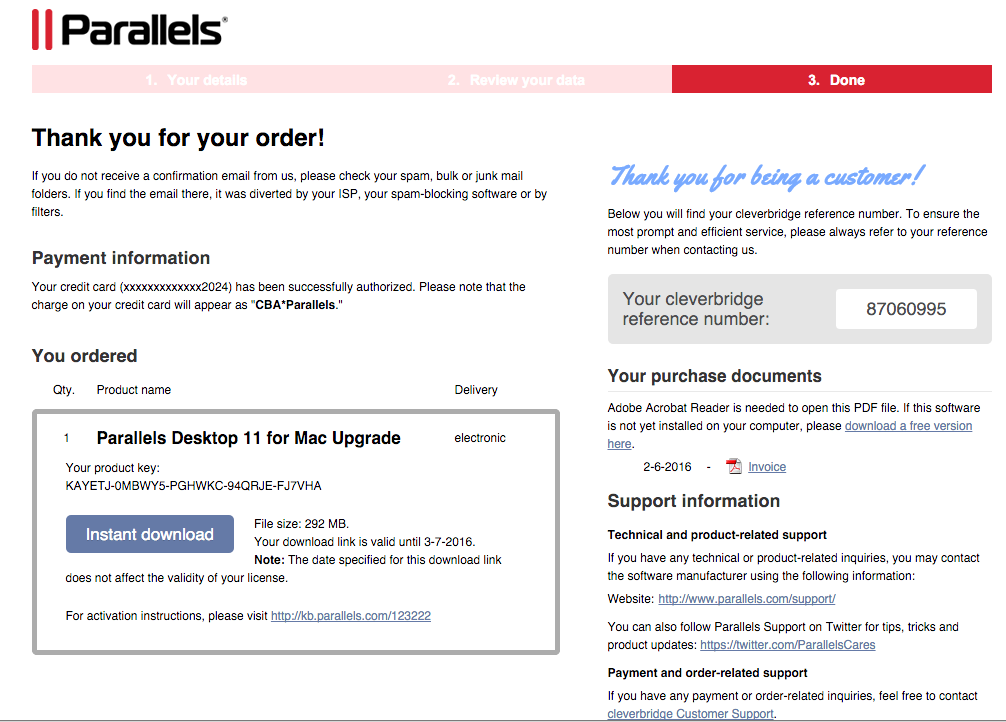 Parallels®
1. Your details
2. Review your data
3. Done
Thank you for your order!
If you do not receive a confirmation email from us, please check your spam, bulk or junk mail
folders. If you find the email there, it was diverted by your ISP, your spam-blocking software or by
filters.
Payment information
Your credit card (xxxxxxxxxxxxx2024) has been successfully authorized. Please note that the
charge on your credit card will appear as "CBA*Parallels."
You ordered
Qty. Product name Delivery
1 Parallels Desktop 11 for Mac Upgrade electronic
Your product key:
KAYETJ-0MBWY5-PGHWKC-94QRJE-FJ7VHA
Instant download
File size: 292 MB.
Your download link is valid until 3-7-2016.
Note: The date specified for this download link
does not affect the validity of your license.
For activation instructions, please visit http://kb.parallels.com/123222
Thank you for being a customer!
Below you will find your cleverbridge reference number. To ensure the
most prompt and efficient service, please always refer to your reference
number when contacting us.
Your cleverbridge
reference number:
87060995
Your purchase documents
Adobe Acrobat Reader is needed to open this PDF file. If this software
is not yet installed on your computer, please download a free version
here.
2-6-2016 - Invoice
Support information
Technical and product-related support
If you have any technical or product-related inquiries, you may contact
the software manufacturer using the following information:
Website: http://www.parallels.com/support/
You can also follow Parallels Support on Twitter for tips, tricks and
product updates: https://twitter.com/ParallelsCares
Payment and order-related support
If you have any payment or order-related inquiries, feel free to contact
cleverbridge Customer Support.